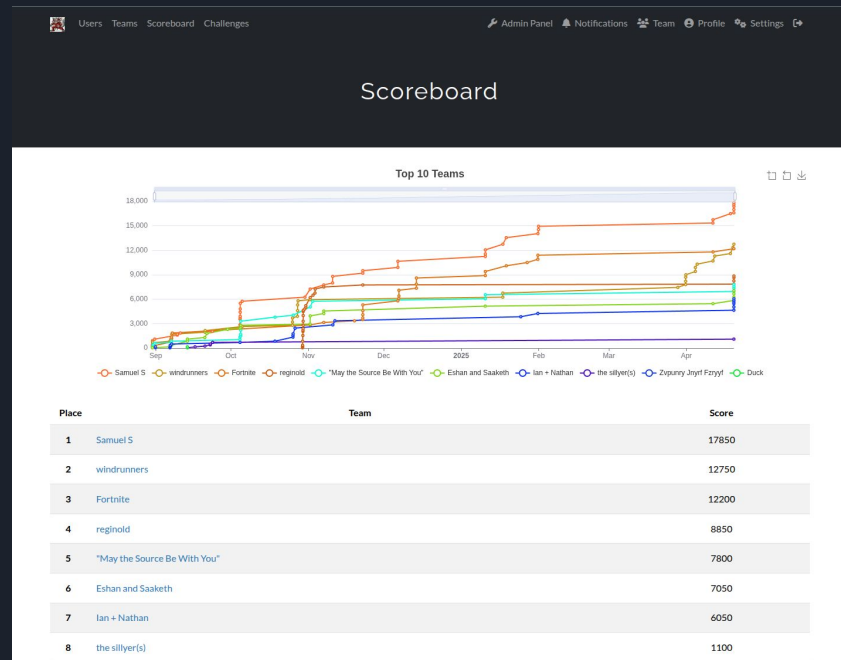 Users Teams Scoreboard Challenges Admin Panel Notifications Team Profile Settings
Scoreboard
Top 10 Teams
18,000
15,000
12,000
9,000
6,000
3,000
0
Sep Oct Nov Dec 2025 Feb Mar Apr
Samuel S windrunners Fortnite reginold "May the Source Be With You" Eshan and Saaketh Ian + Nathan the sillyer(s) Zvpunry Jnyrf Fzryyf Duck
Place Team Score
1 Samuel S 17850
2 windrunners 12750
3 Fortnite 12200
4 reginold 8850
5 "May the Source Be With You" 7800
6 Eshan and Saaketh 7050
7 Ian + Nathan 6050
8 the sillyer(s) 1100